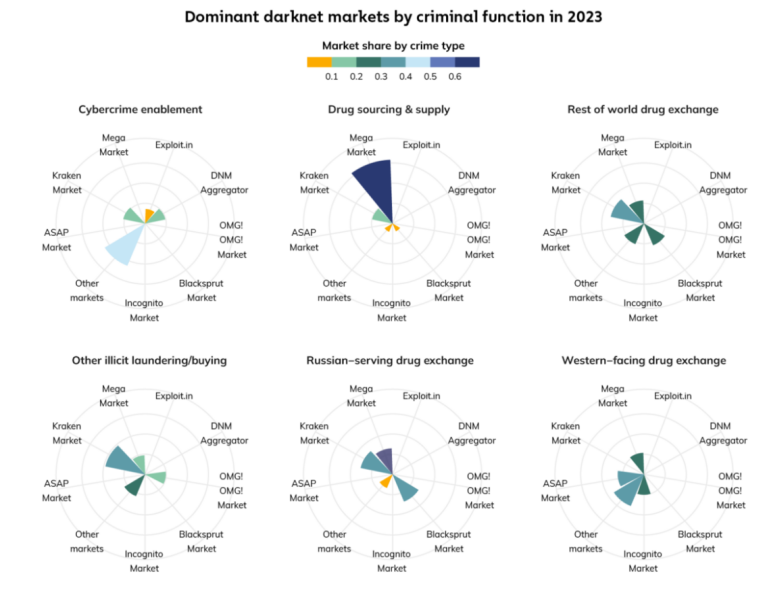 Dominant darknet markets by criminal function in 2023
Market share by crime type
0.1 0.2 0.3 0.4 0.5 0.6
Cybercrime enablement
Mega
Market
Exploit.in
Kraken
Market
DNM
Aggregator
ASAP
Market
OMG!
OMG!
Market
Other
markets
Blacksprut
Market
Incognito
Market
Drug sourcing & supply
Mega
Market
Exploit.in
Kraken
Market
DNM
Aggregator
ASAP
Market
OMG!
OMG!
Market
Other
markets
Blacksprut
Market
Incognito
Market
Rest of world drug exchange
Mega
Market
Exploit.in
Kraken
Market
DNM
Aggregator
ASAP
Market
OMG!
OMG!
Market
Other
markets
Blacksprut
Market
Incognito
Market
Other illicit laundering/buying
Mega
Market
Exploit.in
Kraken
Market
DNM
Aggregator
ASAP
Market
OMG!
OMG!
Market
Other
markets
Blacksprut
Market
Incognito
Market
Russian–serving drug exchange
Mega
Market
Exploit.in
Kraken
Market
DNM
Aggregator
ASAP
Market
OMG!
OMG!
Market
Other
markets
Blacksprut
Market
Incognito
Market
Western–facing drug exchange
Mega
Market
Exploit.in
Kraken
Market
DNM
Aggregator
ASAP
Market
OMG!
OMG!
Market
Other
markets
Blacksprut
Market
Incognito
Market